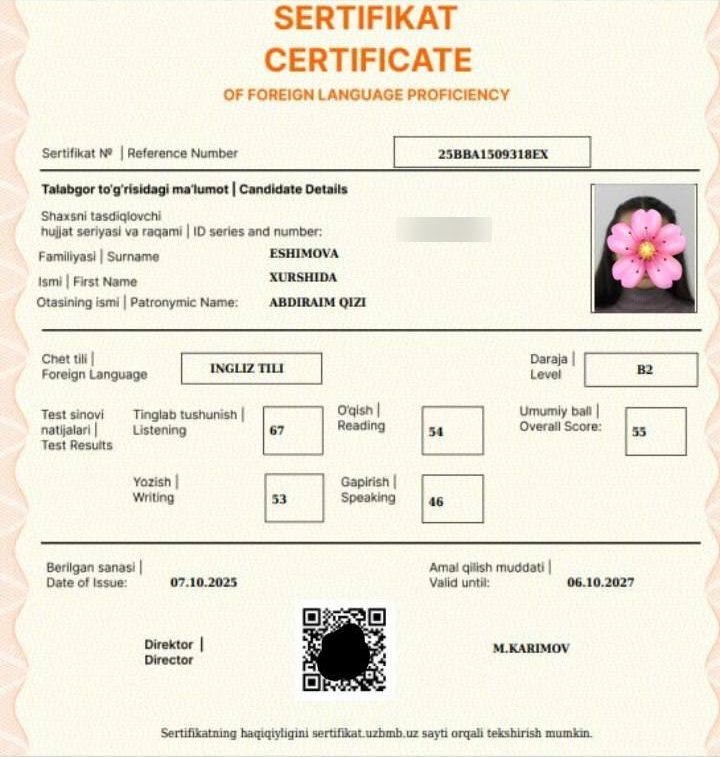 SERTIFIKAT
CERTIFICATE
OF FOREIGN LANGUAGE PROFICIENCY
Sertifikat № | Reference Number 25BBA1509318EX
Talabgor to'g'risidagi ma'lumot | Candidate Details
Shaxsni tasdiqlovchi
hujjat seriyasi va raqami | ID series and number:
Familiyasi | Surname ESHIMOVA
Ismi | First Name XURSHIDA
Otasining ismi | Patronymic Name: ABDIRAIM QIZI
Chet tili |
Foreign Language
INGLIZ TILI
Daraja |
Level
B2
Test sinovi
natijalari |
Test Results
Tinglab tushunish |
Listening
67
O'qish |
Reading
54
Umumiy ball |
Overall Score:
55
Yozish |
Writing
53
Gapirish |
Speaking
46
Berilgan sanasi |
Date of Issue: 07.10.2025
Amal qilish muddati |
Valid until: 06.10.2027
Direktor |
Director
M.KARIMOV
Sertifikatning haqiqiyligini sertifikat.uzbmb.uz sayti orqali tekshirish mumkin.